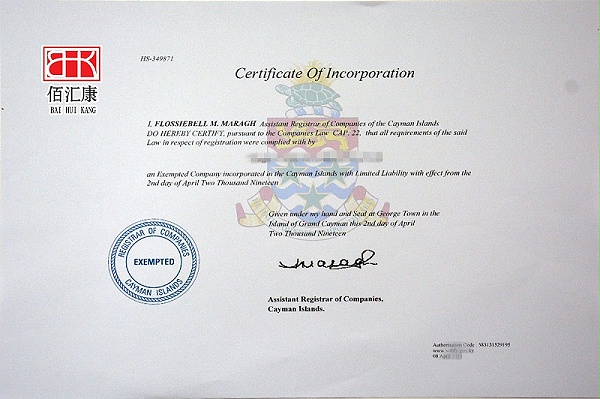 HS-349871
Certificate Of Incorporation
佰汇康
BAI HUI KANG
I, FLOSSIEBELL M. MARAGH Assistant Registrar of Companies of the Cayman Islands
DO HEREBY CERTIFY, pursuant to the Companies Law CAP. 22, that all requirements of the said
Law in respect of registration were complied with by
an Exempted Company incorporated in the Cayman Islands with Limited Liability with effect from the
2nd day of April Two Thousand Nineteen
Given under my hand and Seal at George Town in the
Island of Grand Cayman this 2nd day of April
Two Thousand Nineteen
REGISTRAR OF COMPANIES
EXEMPTED
CAYMAN ISLANDS
Assistant Registrar of Companies,
Cayman Islands.
Authorisation Code :